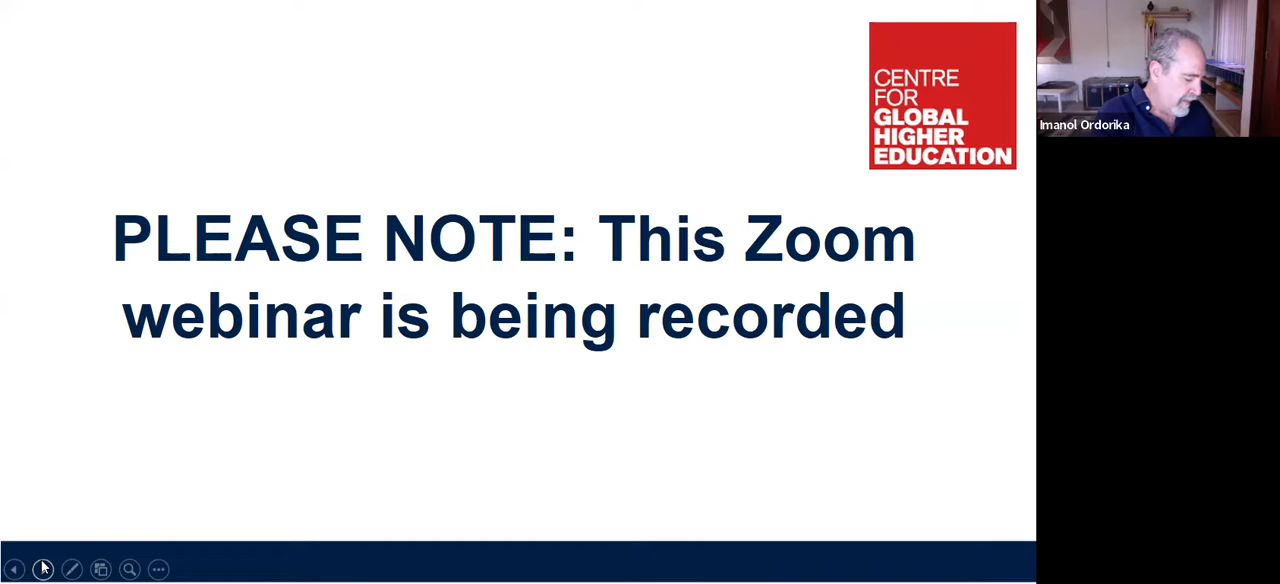 CENTRE
FOR
GLOBAL
HIGHER
EDUCATION
Imanol Ordorika
PLEASE NOTE: This Zoom
webinar is being recorded